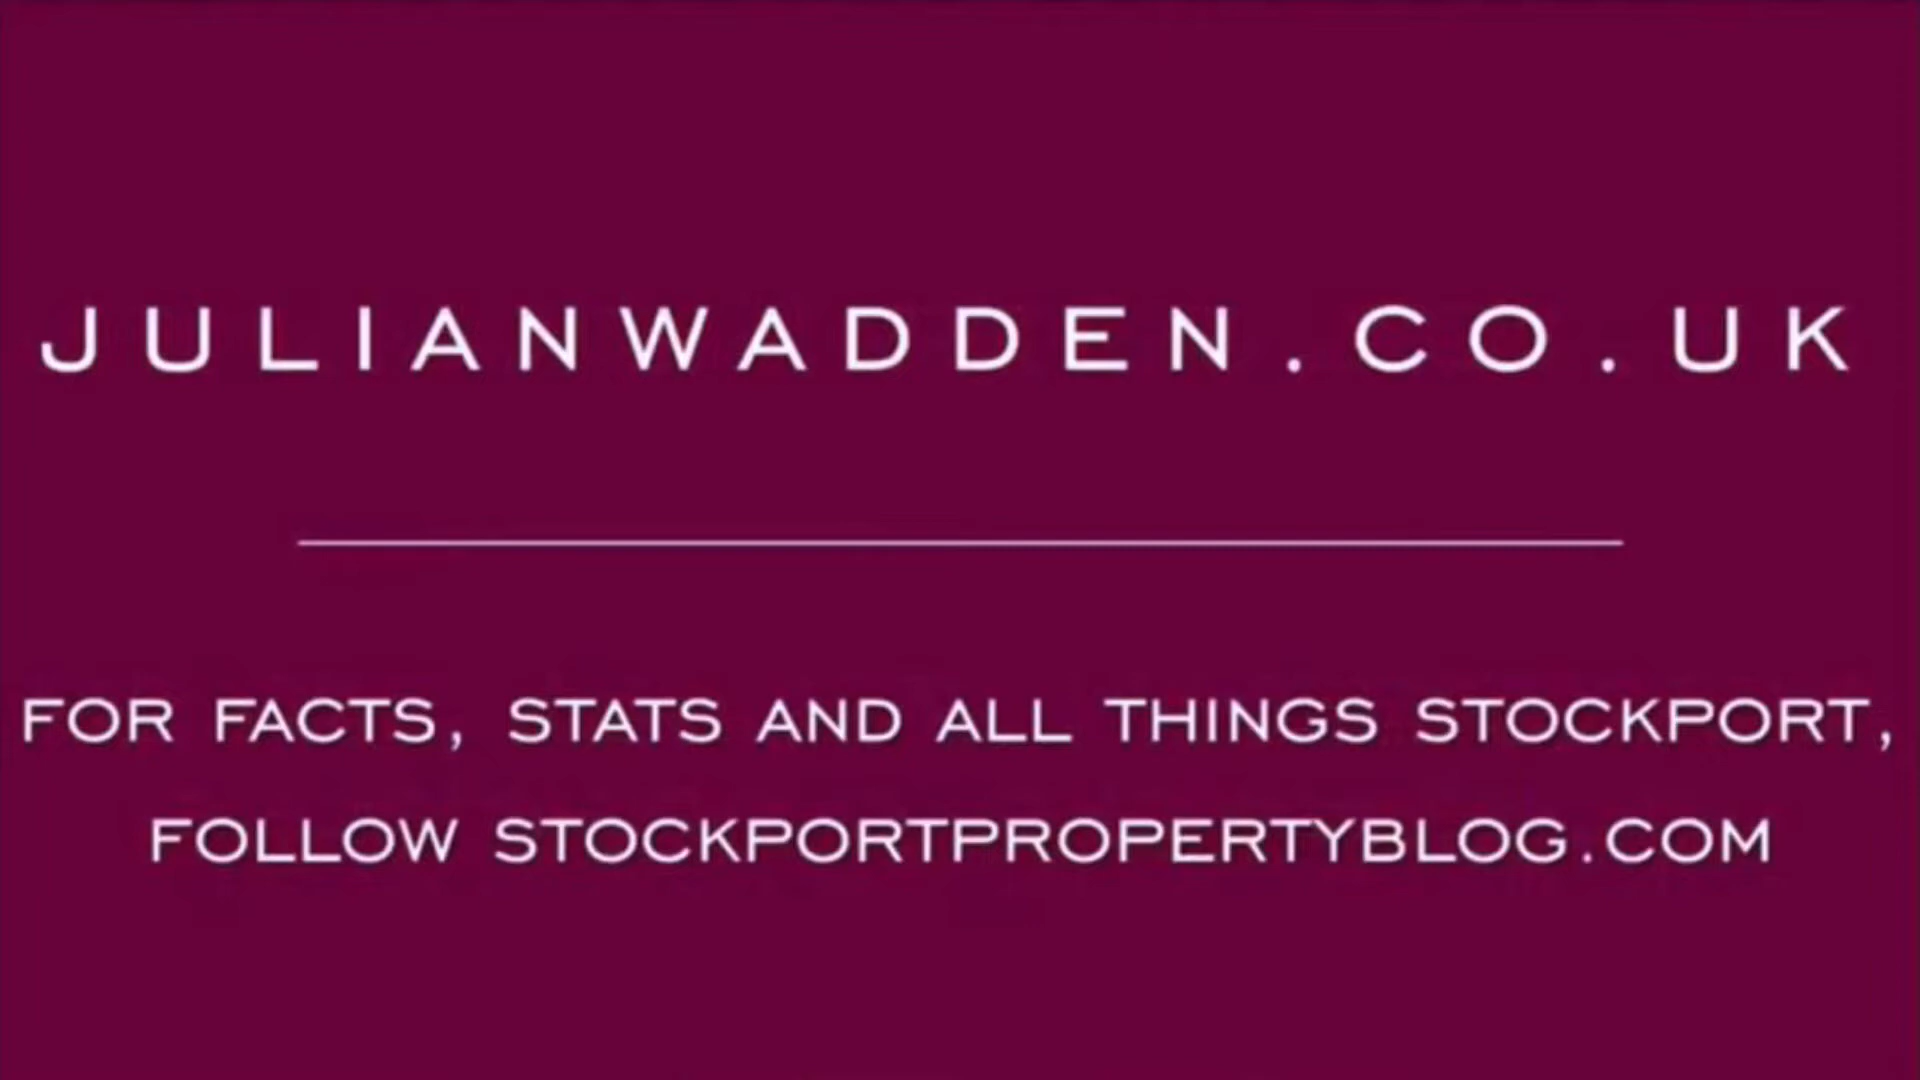 JULIANWADDEN.CO.UK
FOR FACTS, STATS AND ALL THINGS STOCKPORT,
FOLLOW STOCKPORTPROPERTYBLOG.COM